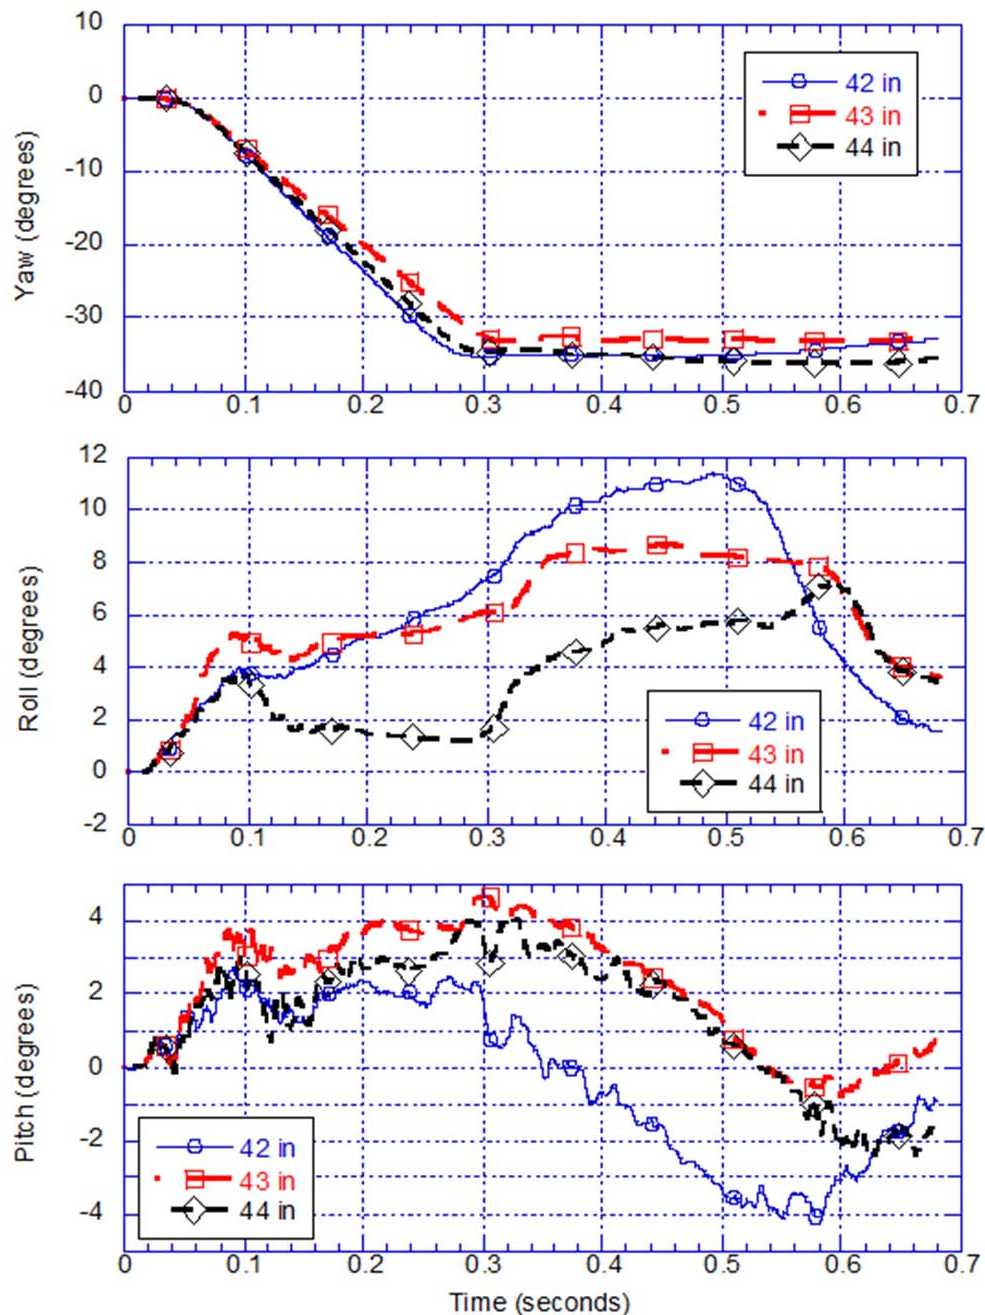 10
0
-10
-20
-30
-40
Yaw (degrees)
42 in
43 in
44 in
0 0.1 0.2 0.3 0.4 0.5 0.6 0.7
12
10
8
6
4
2
0
-2
Roll (degrees)
42 in
43 in
44 in
0 0.1 0.2 0.3 0.4 0.5 0.6 0.7
4
2
0
-2
-4
Pitch (degrees)
42 in
43 in
44 in
0 0.1 0.2 0.3 0.4 0.5 0.6 0.7
Time (seconds)